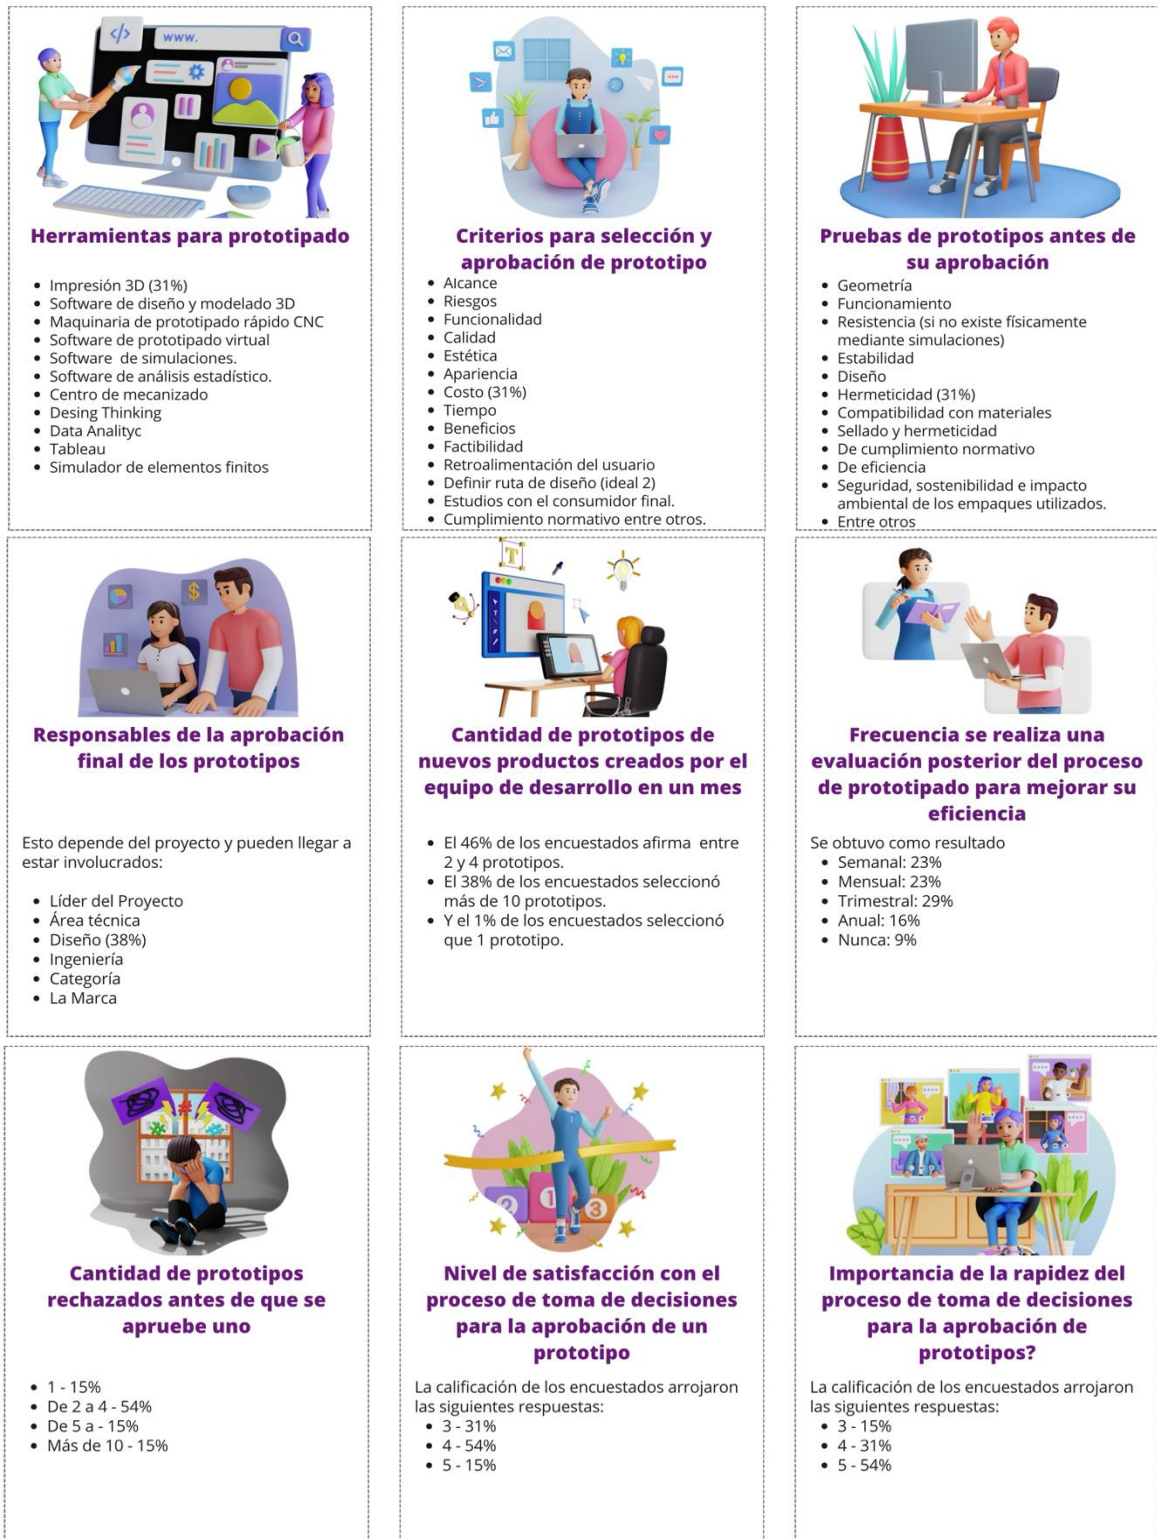 </>
www.
Herramientas para prototipado
• Impresión 3D (31%)
• Software de diseño y modelado 3D
• Maquinaria de prototipado rápido CNC
• Software de prototipado virtual
• Software  de simulaciones.
• Software de análisis estadístico.
• Centro de mecanizado
• Desing Thinking
• Data Analityc
• Tableau
• Simulador de elementos finitos
Criterios para selección y
aprobación de prototipo
• Alcance
• Riesgos
• Funcionalidad
• Calidad
• Estética
• Apariencia
• Costo (31%)
• Tiempo
• Beneficios
• Factibilidad
• Retroalimentación del usuario
• Definir ruta de diseño (ideal 2)
• Estudios con el consumidor final.
• Cumplimiento normativo entre otros.
Pruebas de prototipos antes de
su aprobación
• Geometría
• Funcionamiento
• Resistencia (si no existe físicamente
mediante simulaciones)
• Estabilidad
• Diseño
• Hermeticidad (31%)
• Compatibilidad con materiales
• Sellado y hermeticidad
• De cumplimiento normativo
• De eficiencia
• Seguridad, sostenibilidad e impacto
ambiental de los empaques utilizados.
• Entre otros
$
Responsables de la aprobación
final de los prototipos
Esto depende del proyecto y pueden llegar a
estar involucrados:
• Líder del Proyecto
• Área técnica
• Diseño (38%)
• Ingeniería
• Categoría
• La Marca
T
Cantidad de prototipos de
nuevos productos creados por el
equipo de desarrollo en un mes
• El 46% de los encuestados afirma  entre
2 y 4 prototipos.
• El 38% de los encuestados seleccionó
más de 10 prototipos.
• Y el 1% de los encuestados seleccionó
que 1 prototipo.
Frecuencia se realiza una
evaluación posterior del proceso
de prototipado para mejorar su
eficiencia
Se obtuvo como resultado
• Semanal: 23%
• Mensual: 23%
• Trimestral: 29%
• Anual: 16%
• Nunca: 9%
Cantidad de prototipos
rechazados antes de que se
apruebe uno
• 1 - 15%
• De 2 a 4 - 54%
• De 5 a - 15%
• Más de 10 - 15%
2 1 3
Nivel de satisfacción con el
proceso de toma de decisiones
para la aprobación de un
prototipo
La calificación de los encuestados arrojaron
las siguientes respuestas:
• 3 - 31%
• 4 - 54%
• 5 - 15%
Importancia de la rapidez del
proceso de toma de decisiones
para la aprobación de
prototipos?
La calificación de los encuestados arrojaron
las siguientes respuestas:
• 3 - 15%
• 4 - 31%
• 5 - 54%